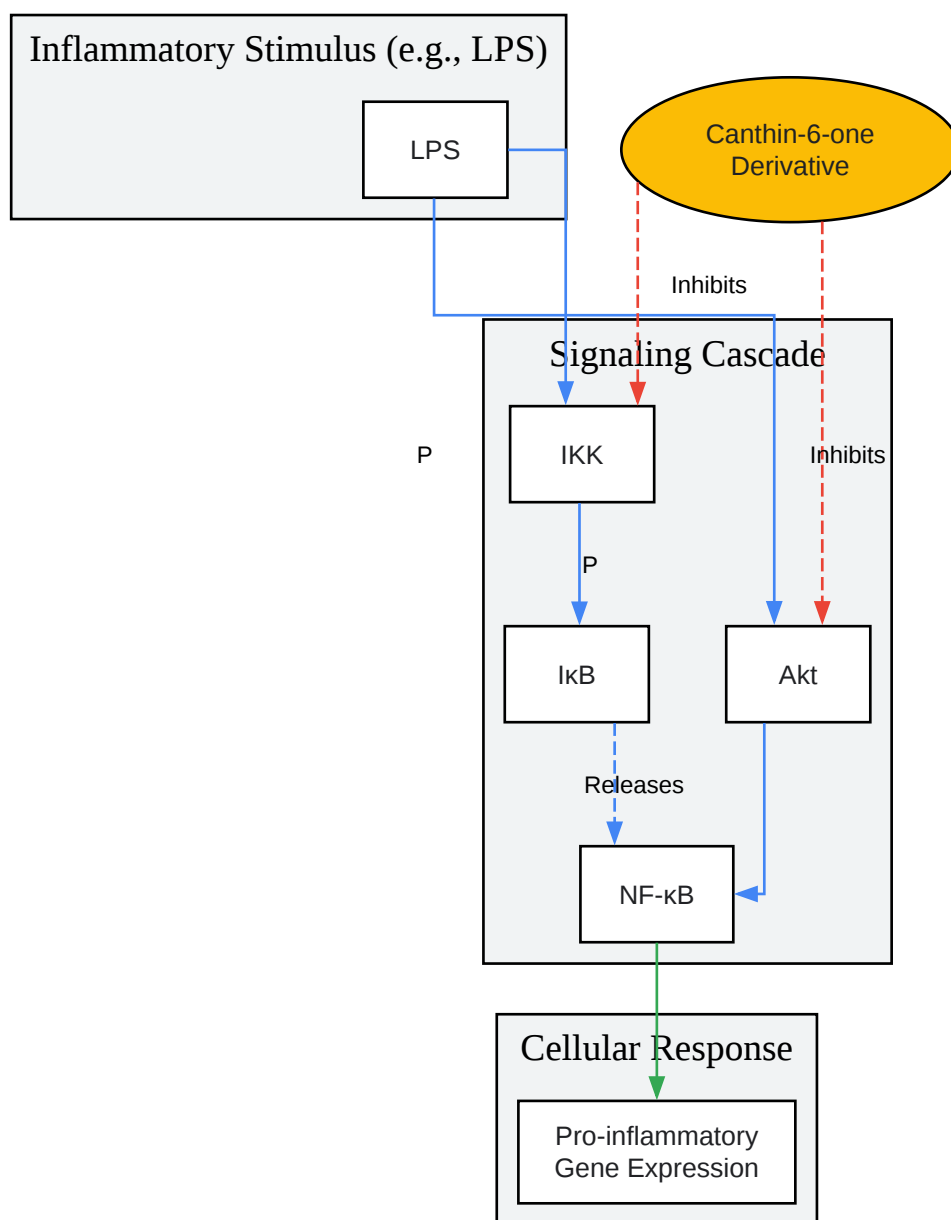 Inflammatory Stimulus (e.g., LPS)
LPS
Canthin-6-one
Derivative
Inhibits
Signaling Cascade
IKK
P
Inhibits
P
IκB
Akt
Releases
NF-κB
Cellular Response
Pro-inflammatory
Gene Expression